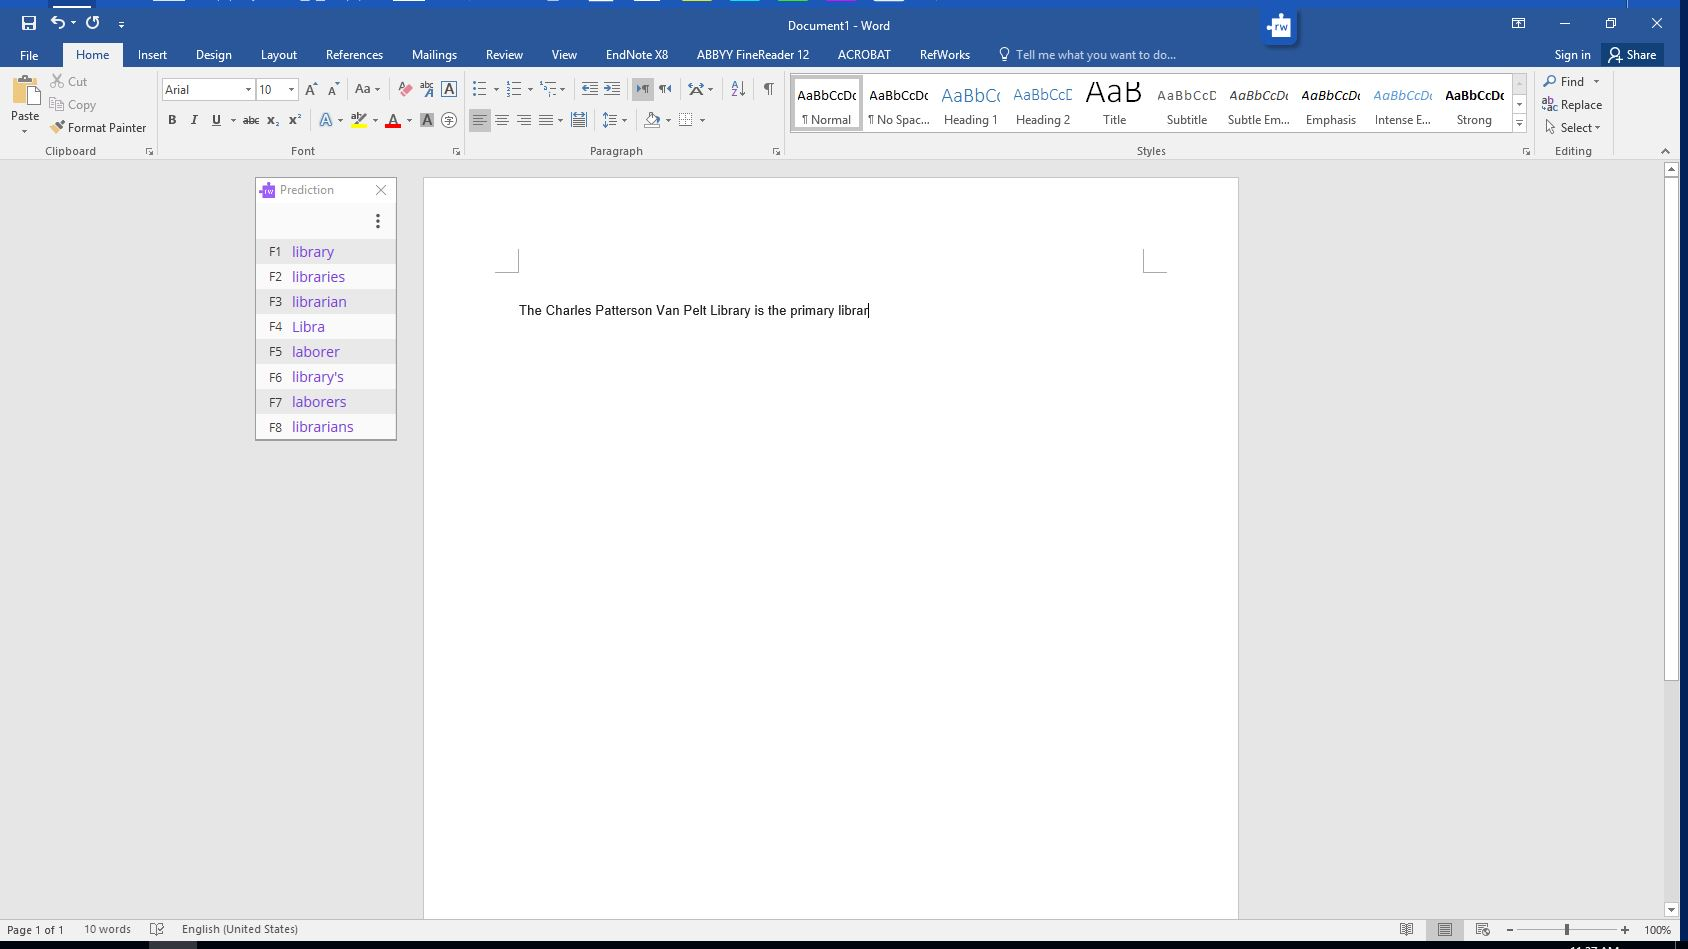 Document1 - Word
rw
File Home Insert Design Layout References Mailings Review View EndNote X8 ABBYY FineReader 12 ACROBAT RefWorks Tell me what you want to do... Sign in Share
Paste
Cut
Copy
Format Painter
Clipboard
Arial 10
Font
Paragraph
AaBbCcDc AaBbCcDc AaBbCc AaBbCcD AaB AaBbCcD AaBbCcDc AaBbCcDc AaBbCcDc AaBbCcDc
¶ Normal ¶ No Spac... Heading 1 Heading 2 Title Subtitle Subtle Em... Emphasis Intense E... Strong
Styles
Find
Replace
Select
Editing
rw Prediction
F1 library
F2 libraries
F3 librarian
F4 Libra
F5 laborer
F6 library's
F7 laborers
F8 librarians
The Charles Patterson Van Pelt Library is the primary librar
Page 1 of 1 10 words English (United States) 100%